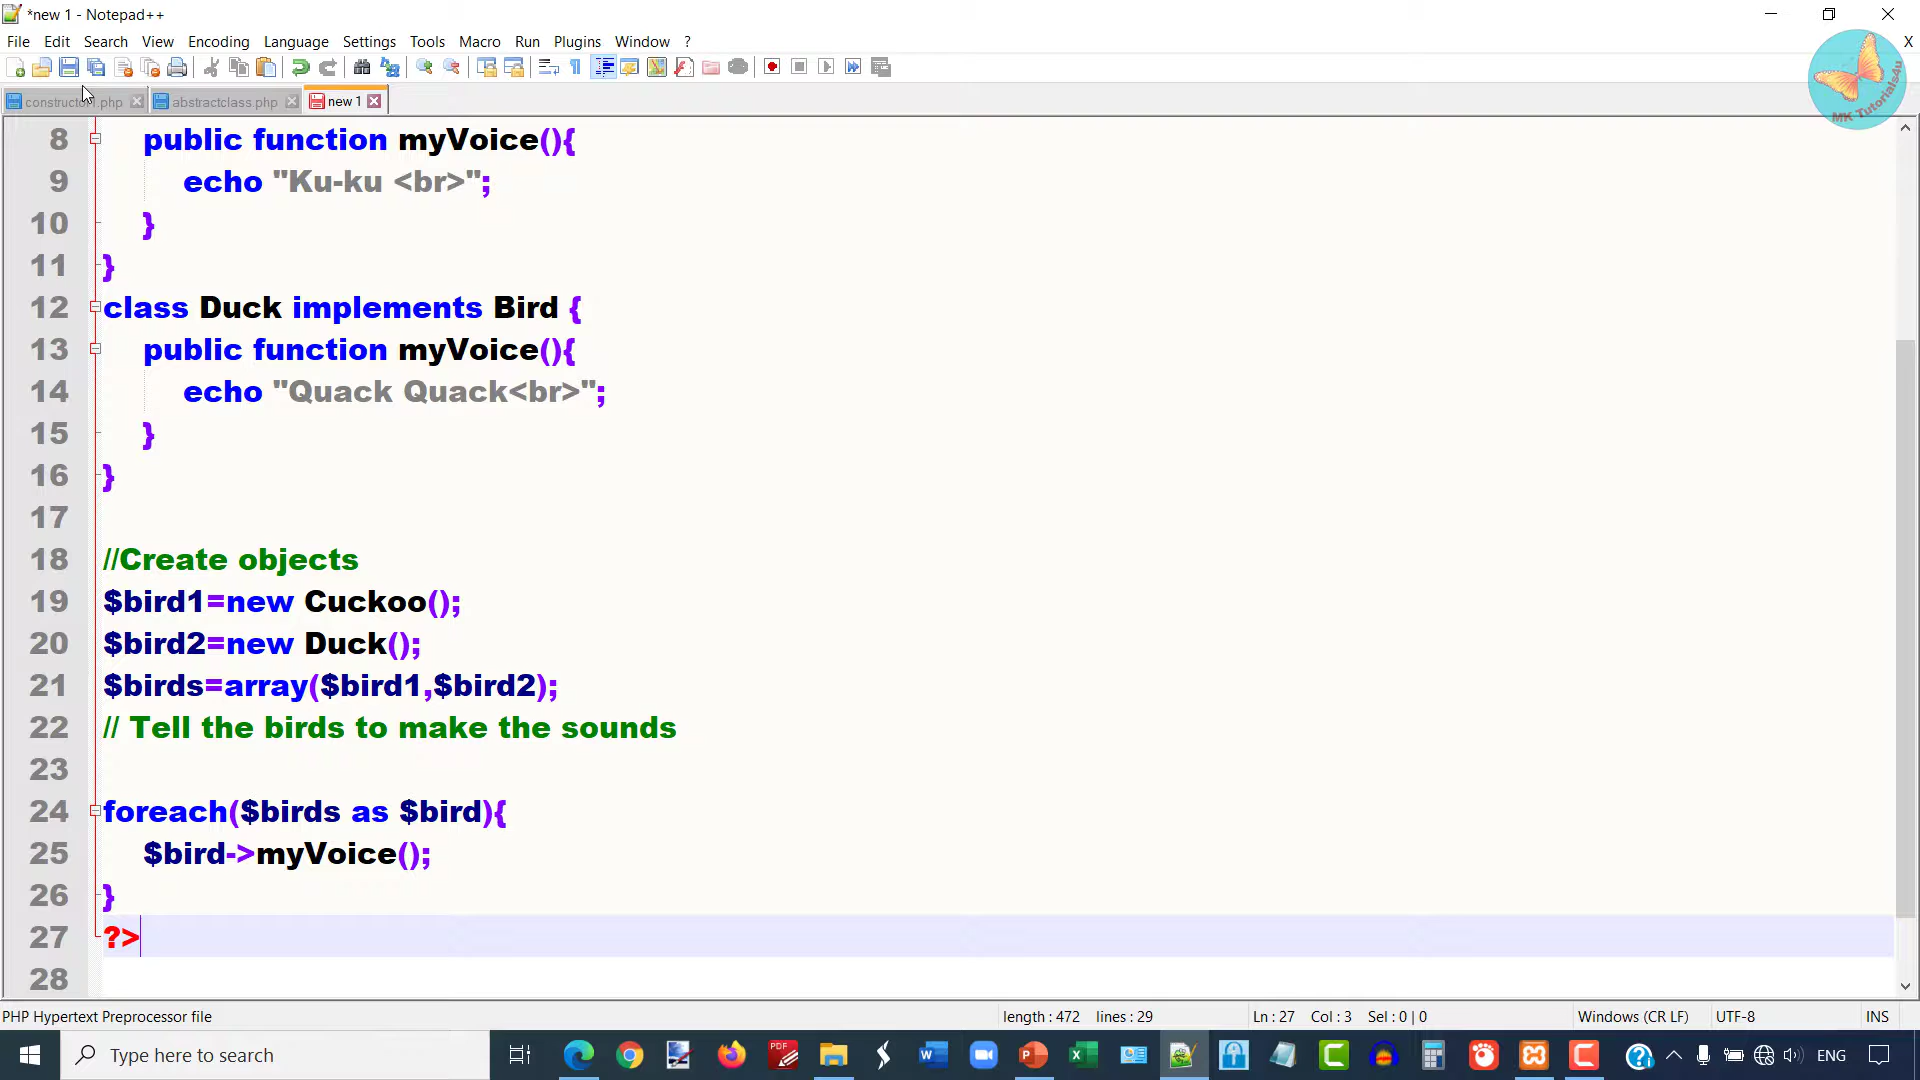 *new 1 - Notepad++
File Edit Search View Encoding Language Settings Tools Macro Run Plugins Window ? X
MK Tutorials4u
constructor1.php abstractclass.php new 1
8 public function myVoice(){
9 echo "Ku-ku <br>";
10 }
11 }
12 class Duck implements Bird {
13 public function myVoice(){
14 echo "Quack Quack<br>";
15 }
16 }
17
18 //Create objects
19 $bird1=new Cuckoo();
20 $bird2=new Duck();
21 $birds=array($bird1,$bird2);
22 // Tell the birds to make the sounds
23
24 foreach($birds as $bird){
25 $bird->myVoice();
26 }
27 ?>
28
PHP Hypertext Preprocessor file length : 472 lines : 29 Ln : 27 Col : 3 Sel : 0 | 0 Windows (CR LF) UTF-8 INS
Type here to search ENG